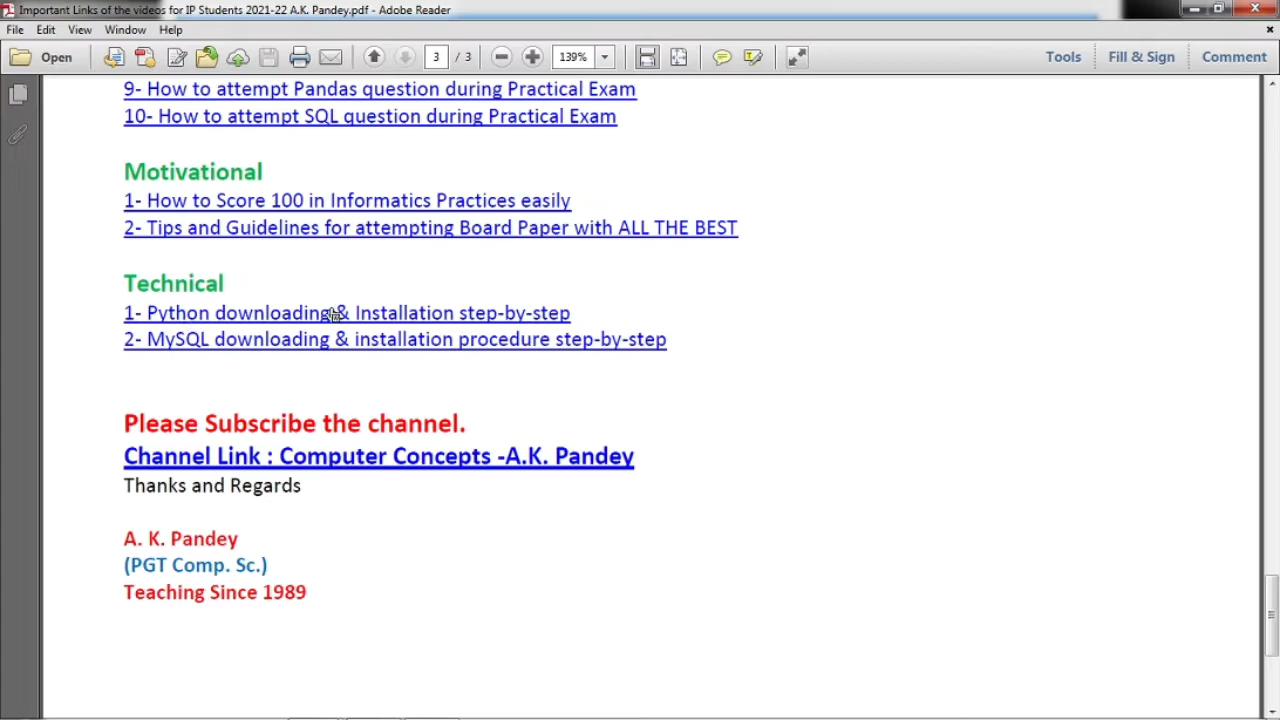 Important Links of the videos for IP Students 2021-22 A.K. Pandey.pdf - Adobe Reader
File Edit View Window Help
Open 3 / 3 139% Tools Fill & Sign Comment
9- How to attempt Pandas question during Practical Exam
10- How to attempt SQL question during Practical Exam
Motivational
1- How to Score 100 in Informatics Practices easily
2- Tips and Guidelines for attempting Board Paper with ALL THE BEST
Technical
1- Python downloading & Installation step-by-step
2- MySQL downloading & installation procedure step-by-step
Please Subscribe the channel.
Channel Link : Computer Concepts -A.K. Pandey
Thanks and Regards
A. K. Pandey
(PGT Comp. Sc.)
Teaching Since 1989